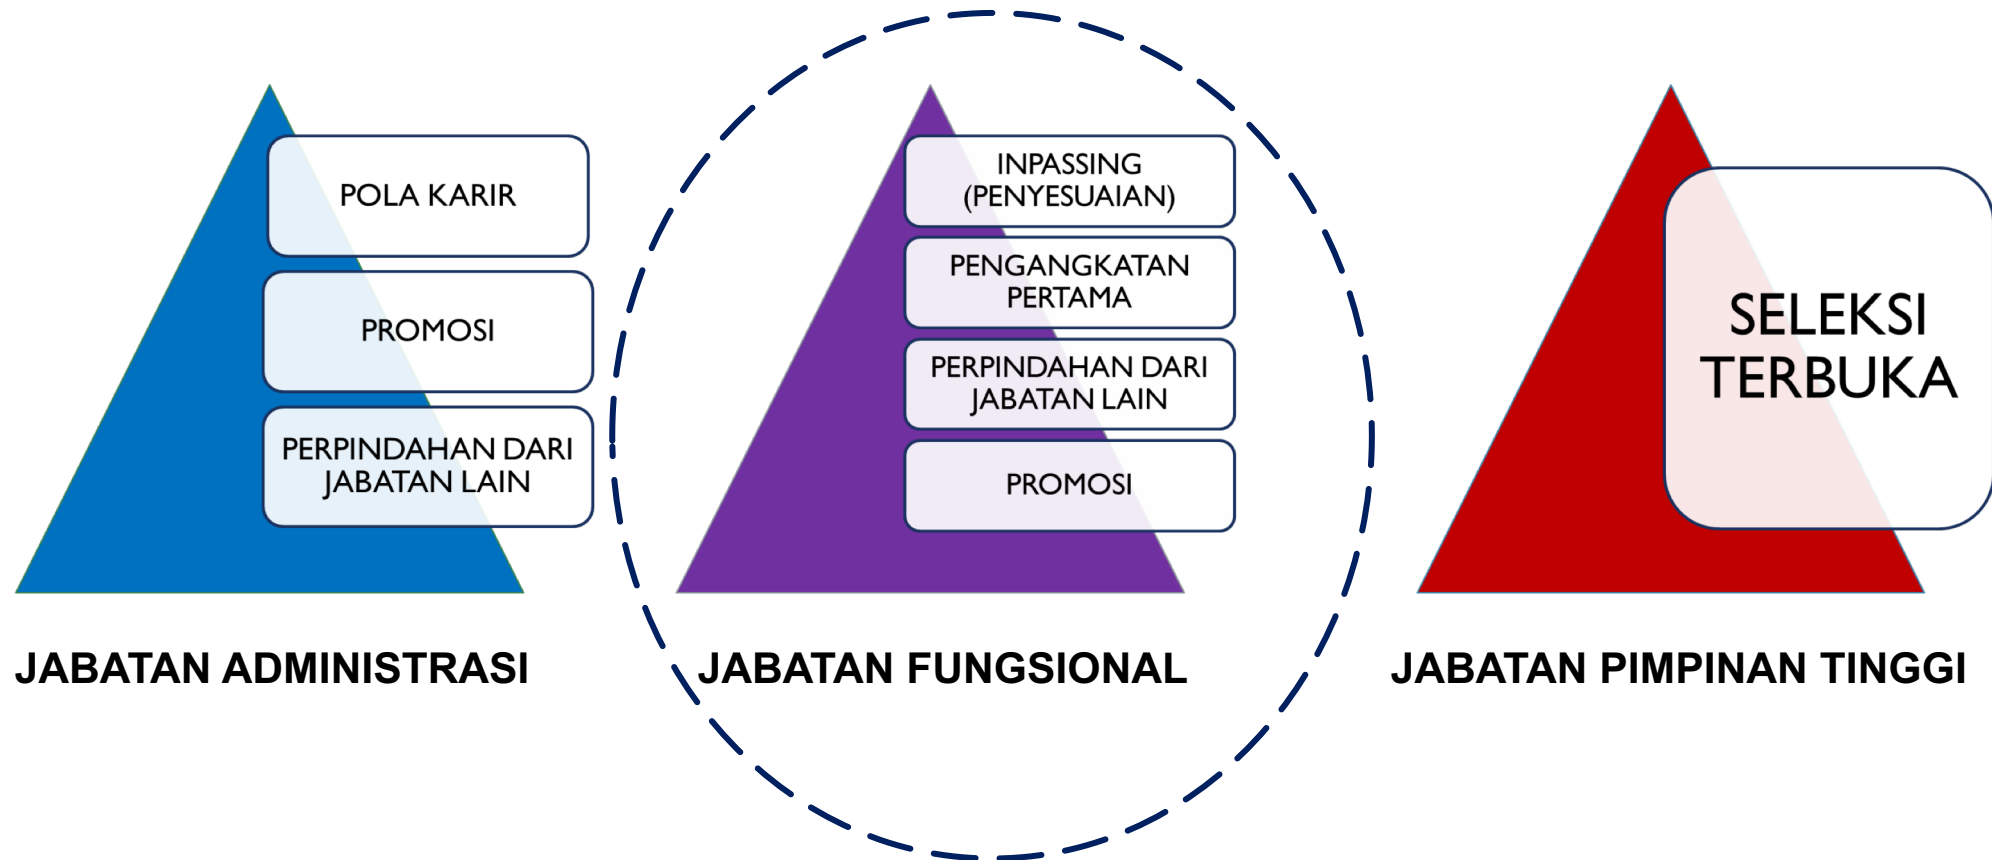 POLA KARIR
PROMOSI
PERPINDAHAN DARI
JABATAN LAIN
JABATAN ADMINISTRASI
INPASSING
(PENYESUAIAN)
PENGANGKATAN
PERTAMA
PERPINDAHAN DARI
JABATAN LAIN
PROMOSI
JABATAN FUNGSIONAL
SELEKSI
TERBUKA
JABATAN PIMPINAN TINGGI